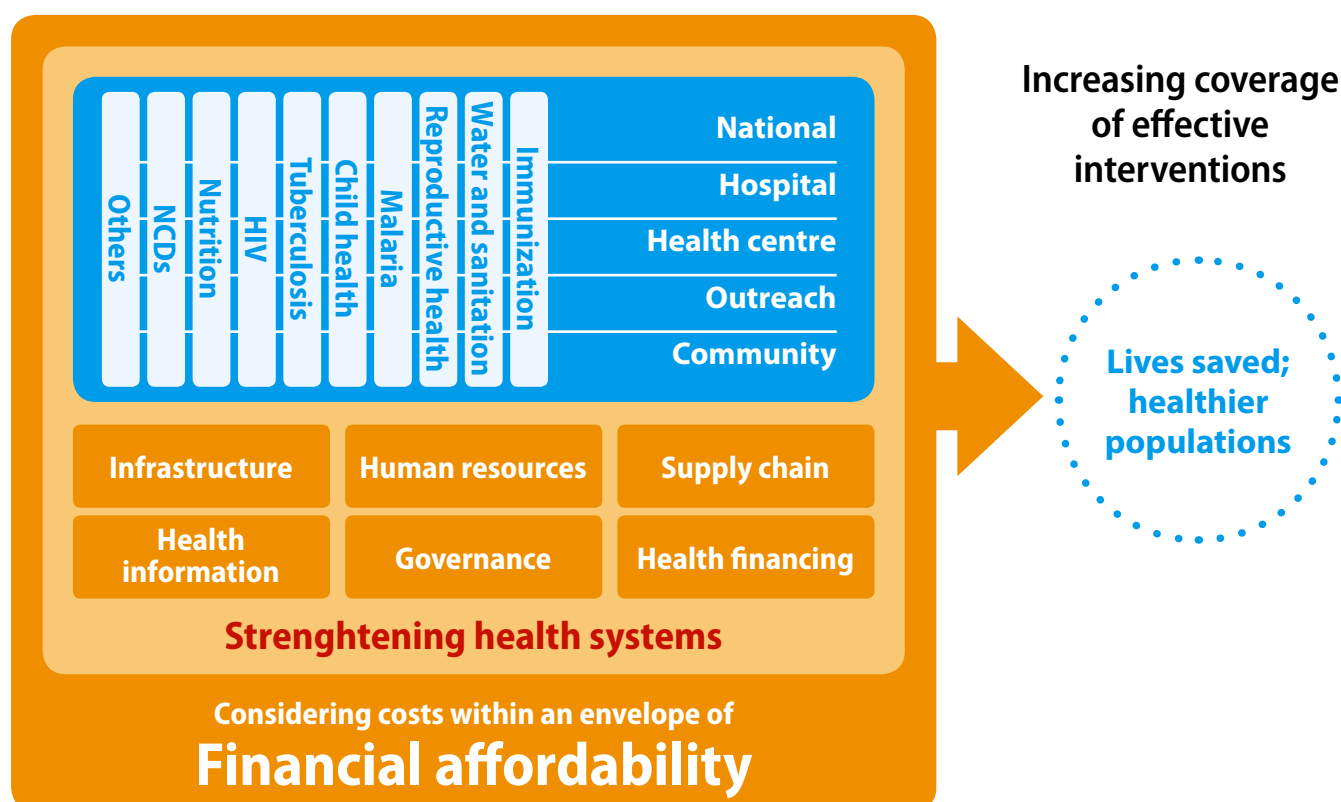 Others
NCDs
Nutrition
HIV
Tuberculosis
Child health
Malaria
Reproductive health
Water and sanitation
Immunization
National
Hospital
Health centre
Outreach
Community
Infrastructure
Human resources
Supply chain
Health
information
Governance
Health financing
Strenghtening health systems
Considering costs within an envelope of
Financial affordability
Increasing coverage
of effective
interventions
Lives saved;
healthier
populations